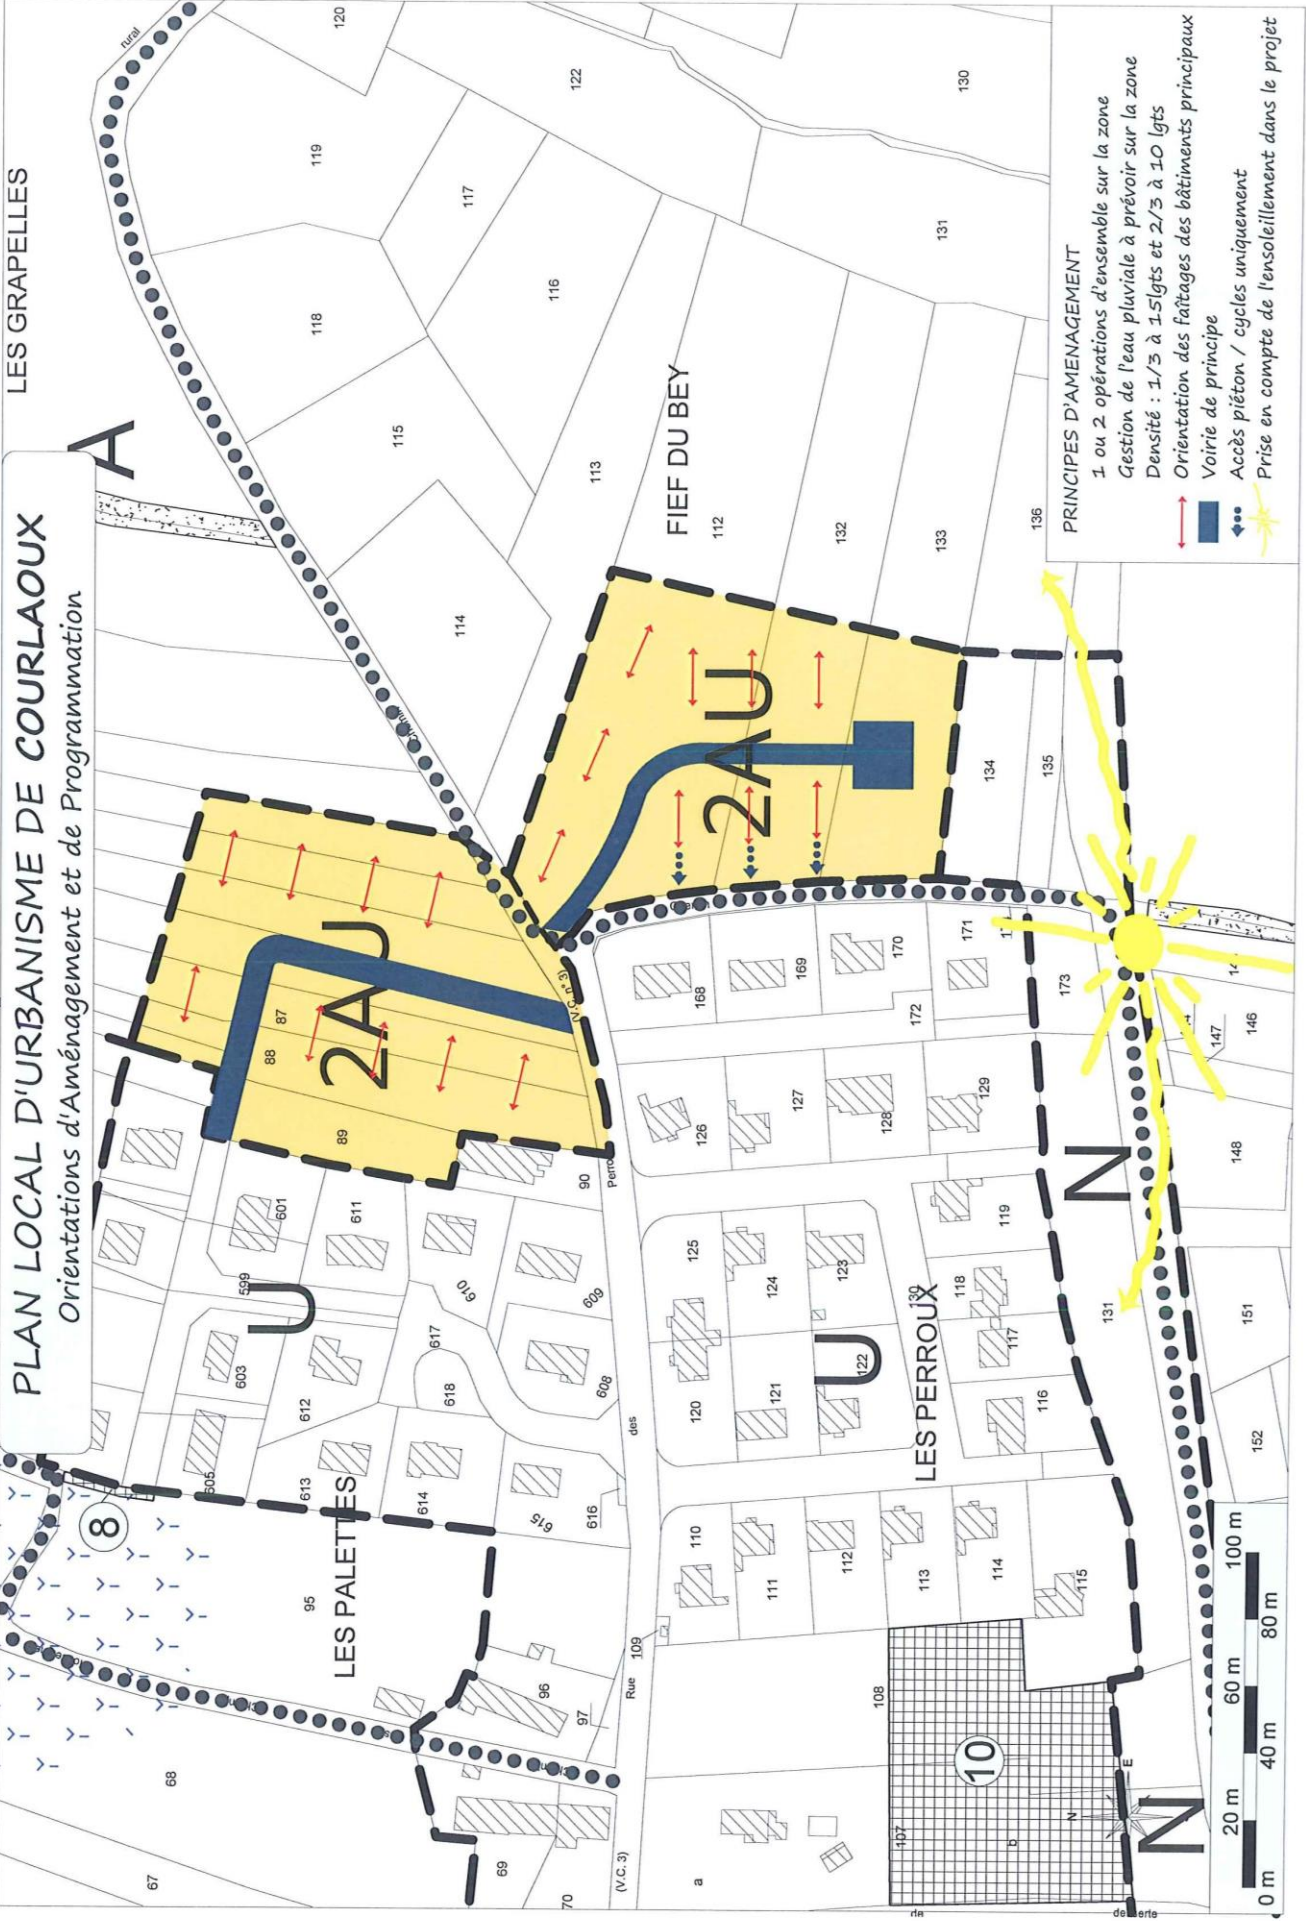 PLAN LOCAL D'URBANISME DE COURLAOUX
Orientations d'Aménagement et de Programmation
LES GRAPELLES
A
rural
120
122
130
119
117
118
116
131
115
113
FIEF DU BEY
112
132
133
136
114
2AU
134
135
2AU
87
88
89
90
(V.C. n° 3)
601
611
599
U
603
612
610
609
617
618
608
605
613
614
615
616
LES PALETTES
8
95
96
97
68
67
69
70
Rue
des
(V.C. 3)
109
168
169
170
171
172
173
126
127
128
129
125
124
123
119
118
117
116
130
131
120
121
122
U
LES PERROUX
110
111
112
113
114
115
108
107
10
a
b
N
N
N
E
146
147
148
151
152
PRINCIPES D'AMENAGEMENT
1 ou 2 opérations d'ensemble sur la zone
Gestion de l'eau pluviale à prévoir sur la zone
Densité : 1/3 à 15lgts et 2/3 à 10 lgts
Orientation des faîtages des bâtiments principaux
Voirie de principe
Accès piéton / cycles uniquement
Prise en compte de l'ensoleillement dans le projet
0 m
20 m
40 m
60 m
80 m
100 m